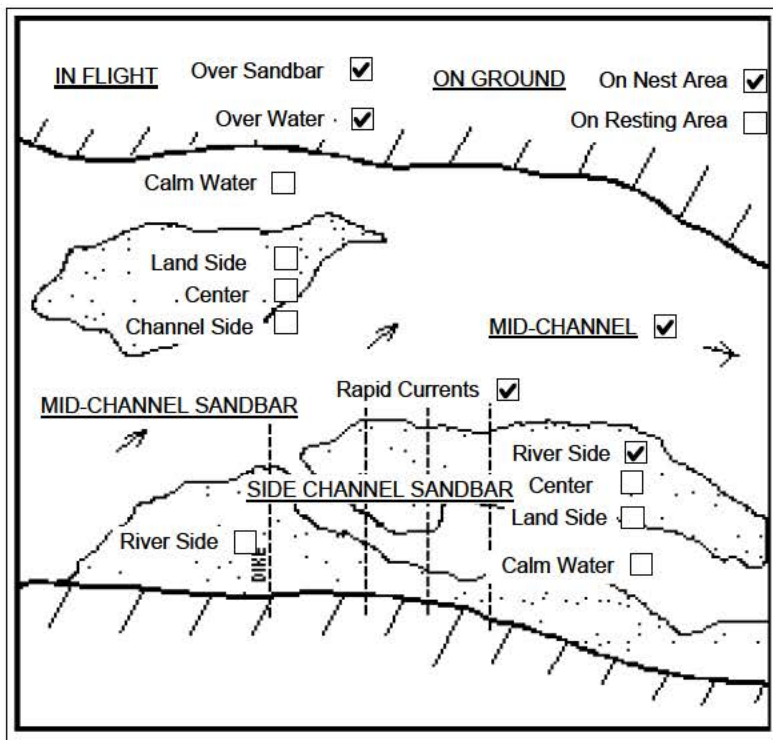 IN FLIGHT Over Sandbar ON GROUND On Nest Area
Over Water On Resting Area
Calm Water
Land Side
Center
Channel Side
MID-CHANNEL
Rapid Currents
MID-CHANNEL SANDBAR
River Side
SIDE CHANNEL SANDBAR
Center
Land Side
River Side
DIKE
Calm Water